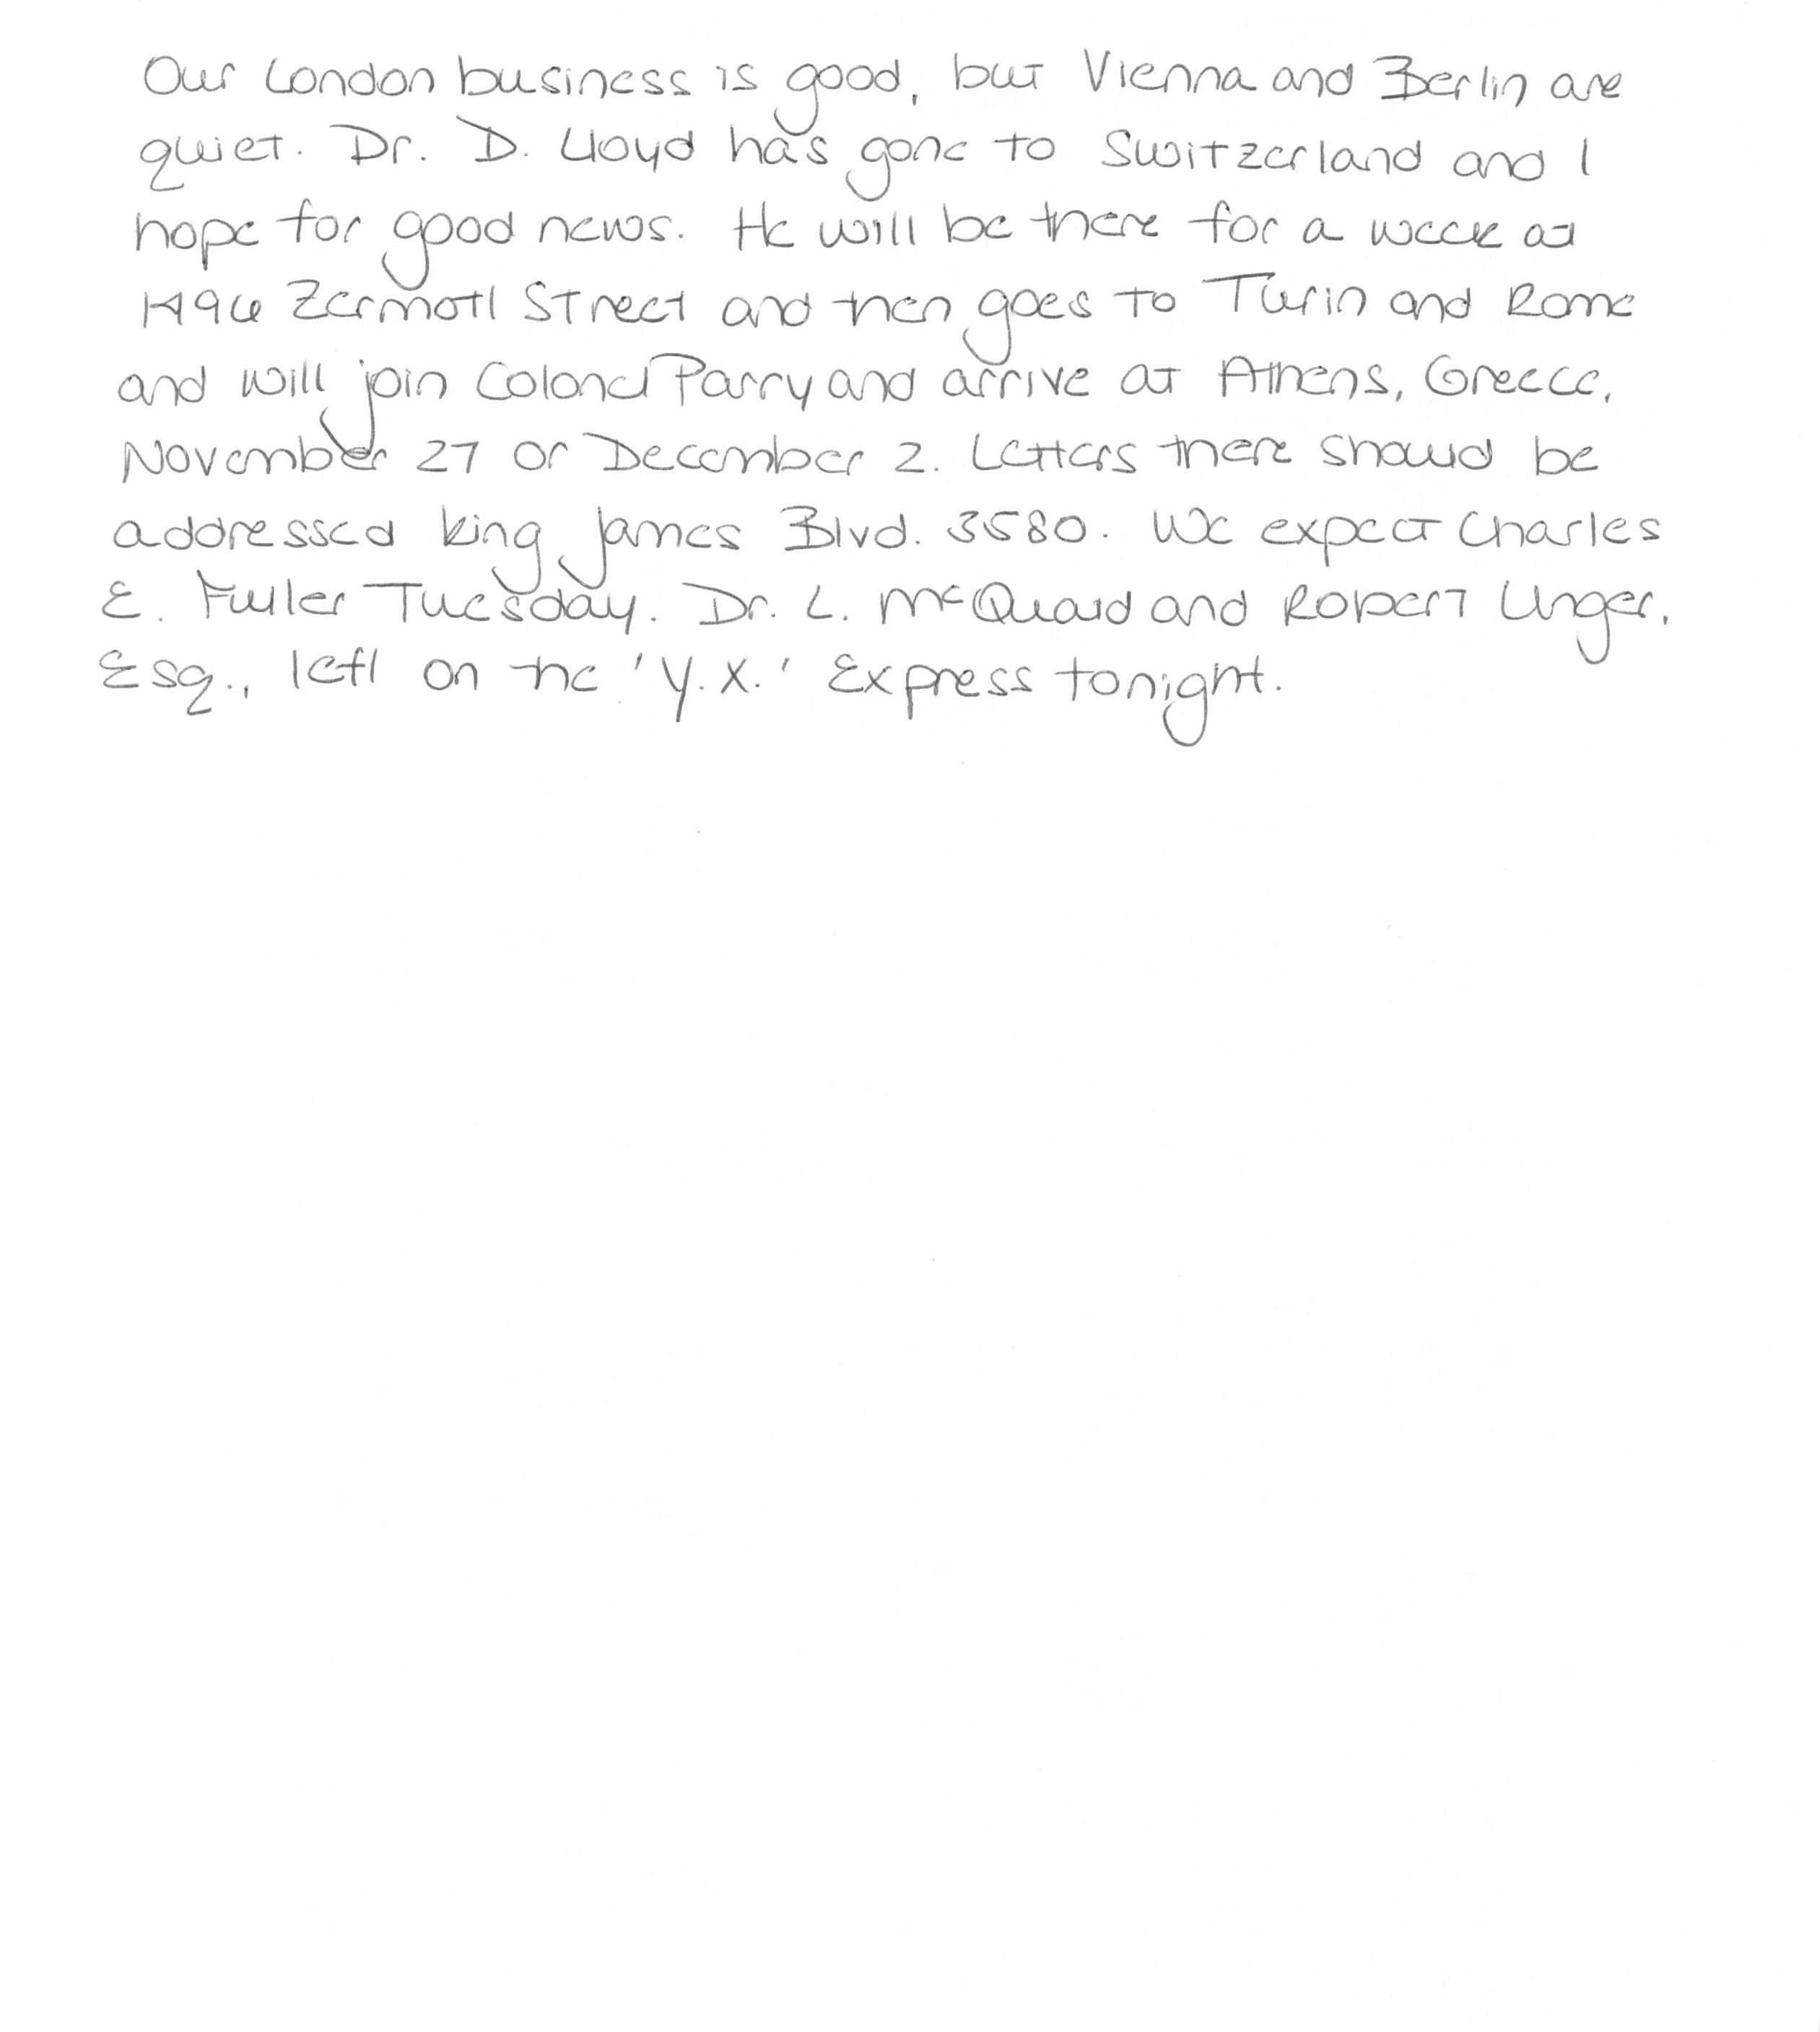 Our London business is good, but Vienna and Berlin are
quiet. Dr. D. Lloyd has gone to Switzerland and I
hope for good news. He will be there for a week at
1496 Zermott Street and then goes to Turin and Rome
and will join Colonel Parry and arrive at Athens, Greece,
November 27 or December 2. Letters there should be
addressed King James Blvd. 3580. We expect Charles
E. Fuller Tuesday. Dr. L. McQuaid and Robert Unger,
Esq., left on the 'Y.X.' Express tonight.